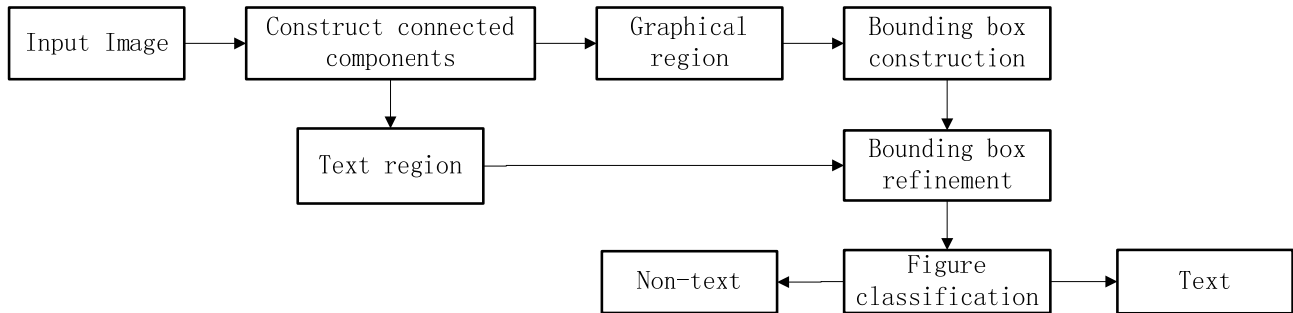 Input Image
Construct connected
components
Graphical
region
Bounding box
construction
Text region
Bounding box
refinement
Non-text
Figure
classification
Text